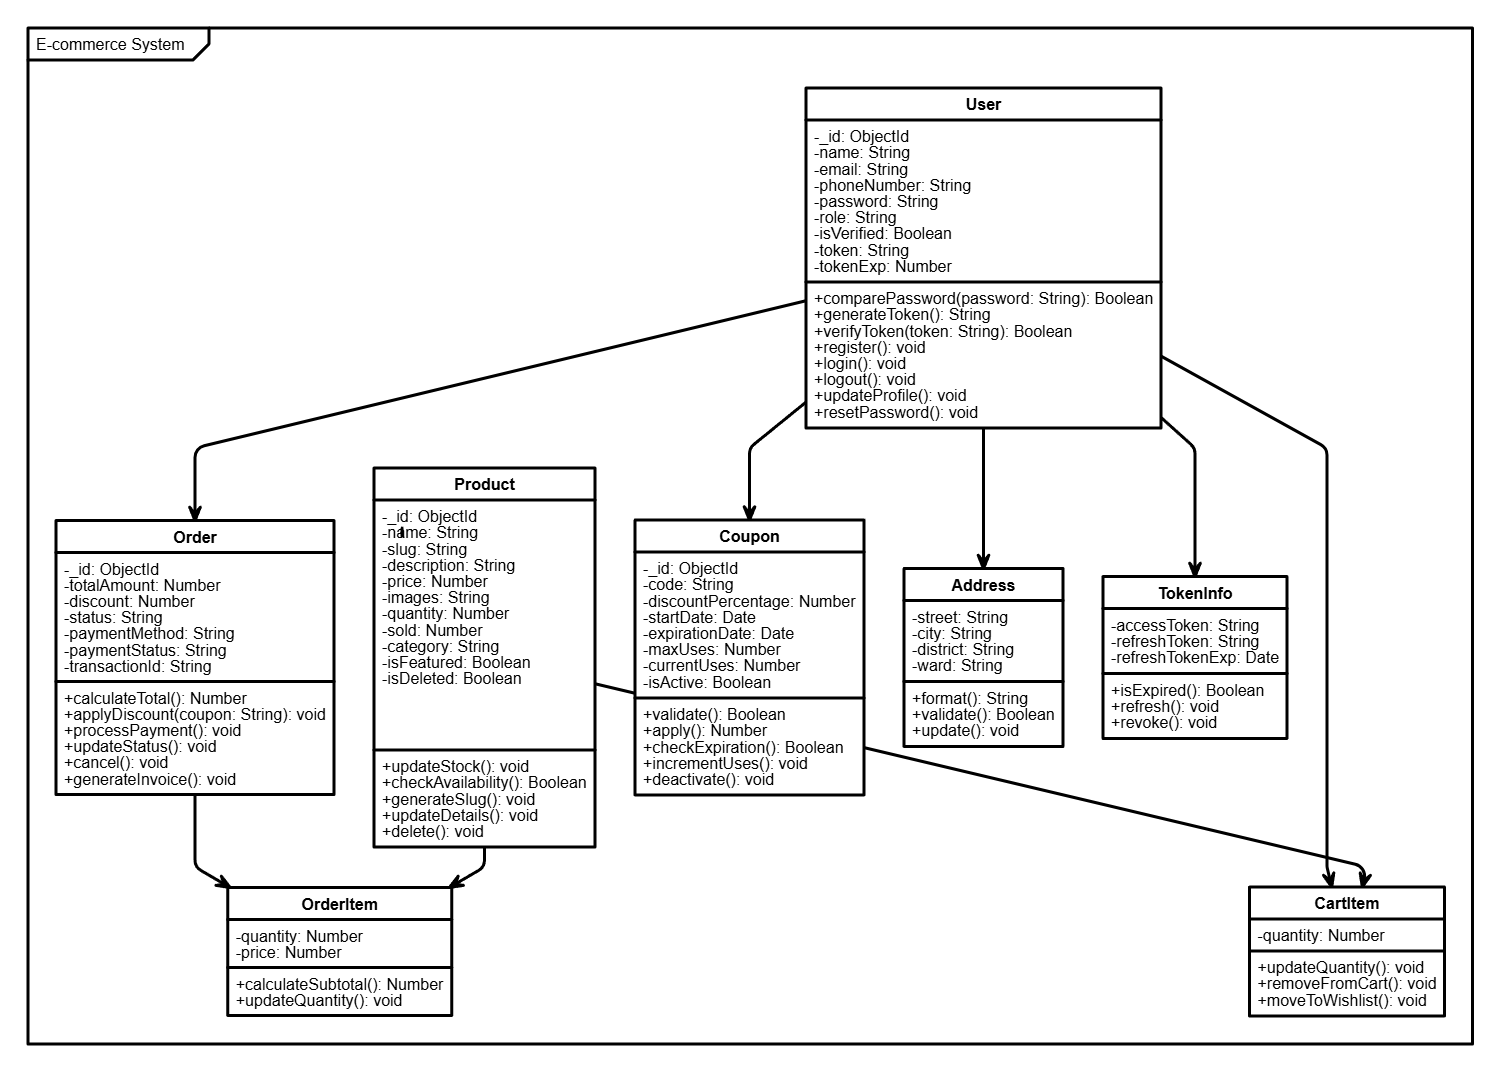 E-commerce System
User
-_id: ObjectId
-name: String
-email: String
-phoneNumber: String
-password: String
-role: String
-isVerified: Boolean
-token: String
-tokenExp: Number
+comparePassword(password: String): Boolean
+generateToken(): String
+verifyToken(token: String): Boolean
+register(): void
+login(): void
+logout(): void
+updateProfile(): void
+resetPassword(): void
Order
-_id: ObjectId
-totalAmount: Number
-discount: Number
-status: String
-paymentMethod: String
-paymentStatus: String
-transactionId: String
+calculateTotal(): Number
+applyDiscount(coupon: String): void
+processPayment(): void
+updateStatus(): void
+cancel(): void
+generateInvoice(): void
Product
-_id: ObjectId
-name: String
-slug: String
-description: String
-price: Number
-images: String
-quantity: Number
-sold: Number
-category: String
-isFeatured: Boolean
-isDeleted: Boolean
+updateStock(): void
+checkAvailability(): Boolean
+generateSlug(): void
+updateDetails(): void
+delete(): void
Coupon
-_id: ObjectId
-code: String
-discountPercentage: Number
-startDate: Date
-expirationDate: Date
-maxUses: Number
-currentUses: Number
-isActive: Boolean
+validate(): Boolean
+apply(): Number
+checkExpiration(): Boolean
+incrementUses(): void
+deactivate(): void
Address
-street: String
-city: String
-district: String
-ward: String
+format(): String
+validate(): Boolean
+update(): void
TokenInfo
-accessToken: String
-refreshToken: String
-refreshTokenExp: Date
+isExpired(): Boolean
+refresh(): void
+revoke(): void
OrderItem
-quantity: Number
-price: Number
+calculateSubtotal(): Number
+updateQuantity(): void
CartItem
-quantity: Number
+updateQuantity(): void
+removeFromCart(): void
+moveToWishlist(): void